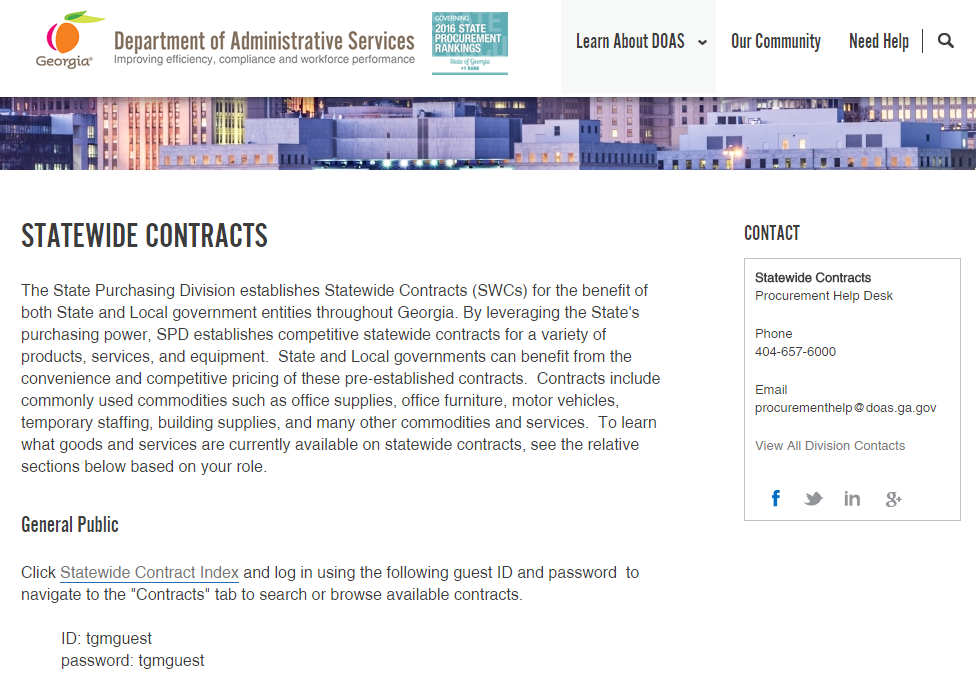 Georgia®
Department of Administrative Services
Improving efficiency, compliance and workforce performance
GOVERNING
2016 STATE
PROCUREMENT
RANKINGS
State of Georgia
#1 RANK
Learn About DOAS
Our Community
Need Help
STATEWIDE CONTRACTS
The State Purchasing Division establishes Statewide Contracts (SWCs) for the benefit of
both State and Local government entities throughout Georgia. By leveraging the State's
purchasing power, SPD establishes competitive statewide contracts for a variety of
products, services, and equipment.  State and Local governments can benefit from the
convenience and competitive pricing of these pre-established contracts.  Contracts include
commonly used commodities such as office supplies, office furniture, motor vehicles,
temporary staffing, building supplies, and many other commodities and services.  To learn
what goods and services are currently available on statewide contracts, see the relative
sections below based on your role.
General Public
Click Statewide Contract Index and log in using the following guest ID and password  to
navigate to the "Contracts" tab to search or browse available contracts.
ID: tgmguest
password: tgmguest
CONTACT
Statewide Contracts
Procurement Help Desk
Phone
404-657-6000
Email
procurementhelp@doas.ga.gov
View All Division Contacts